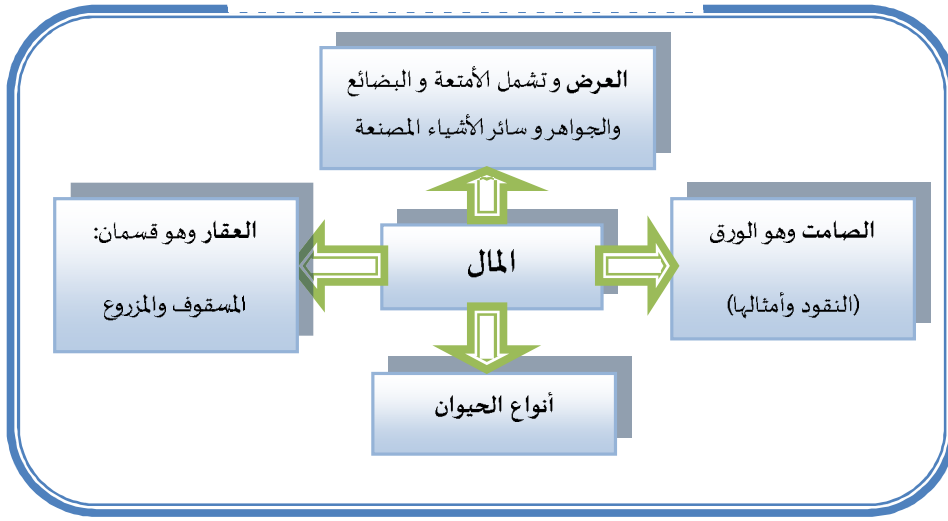 العرض و تشمل الأمتعة و البضائع
والجواهر و سائر الأشياء المصنعة
الصامت وهو الورق
(النقود وأمثالها)
المال
العقار وهو قسمان:
المسقوف والمزروع
أنواع الحيوان